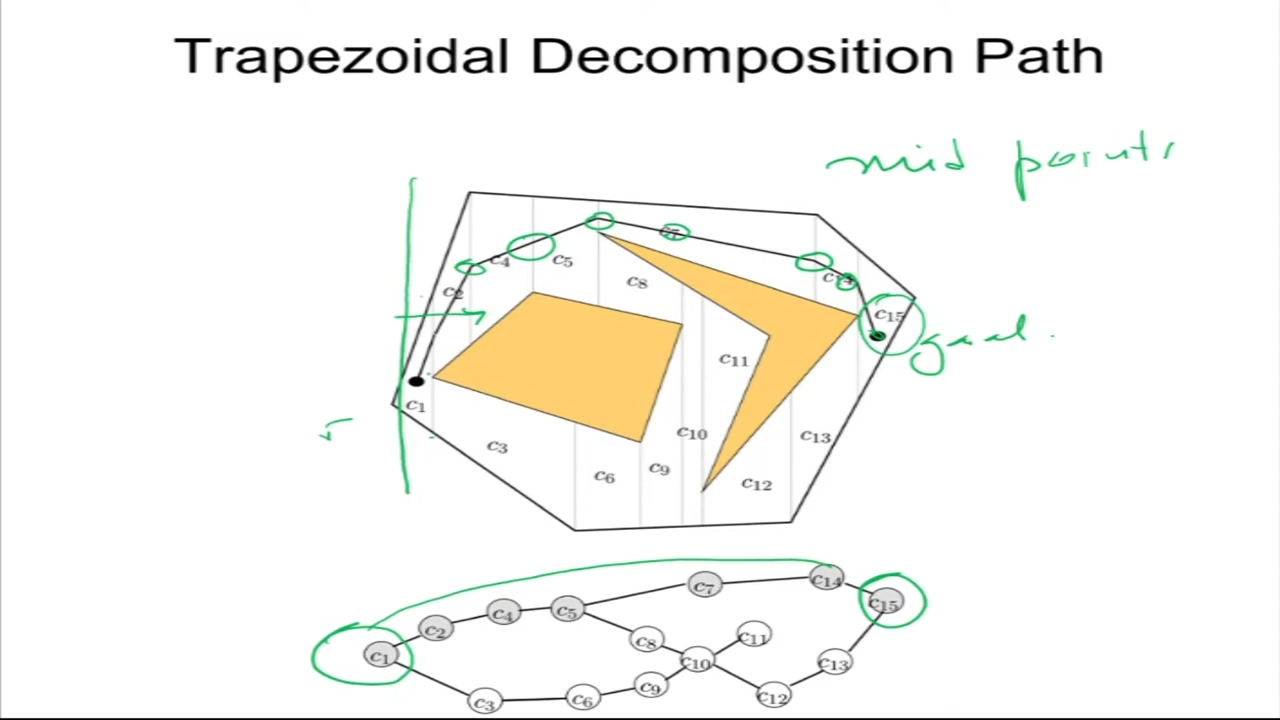 Trapezoidal Decomposition Path
mid points
c4
c5
c7
c8
c14
c2
c15
goal.
c11
c1
c10
c13
c3
c9
c6
c12
c14
c7
c15
c4
c5
c2
c8
c11
c1
c10
c13
c9
c3
c6
c12